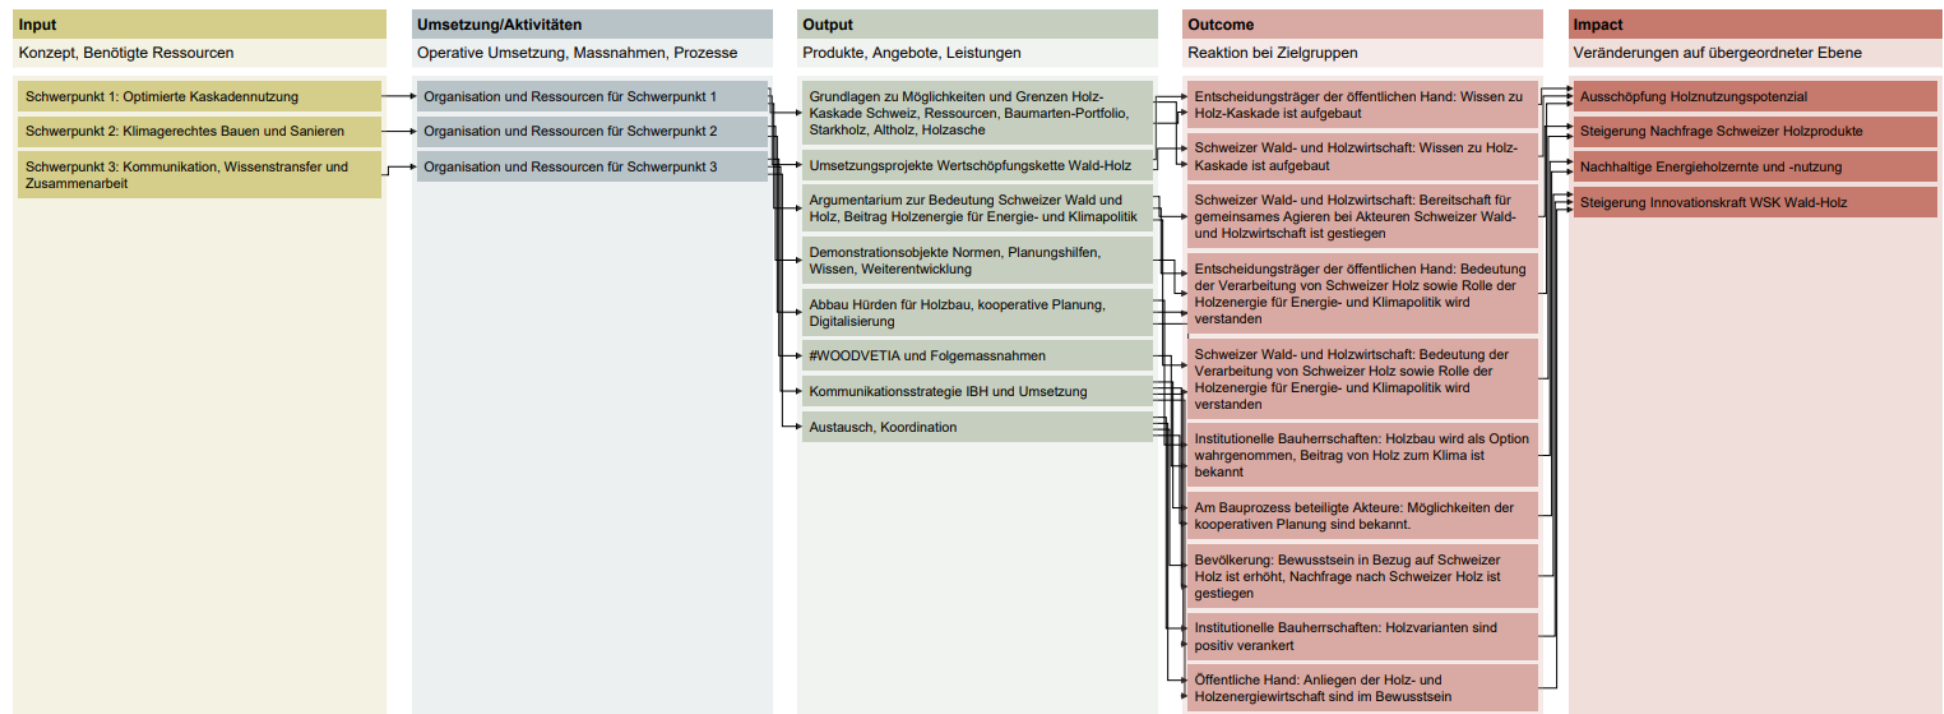 Input
Konzept, Benötigte Ressourcen
Schwerpunkt 1: Optimierte Kaskadennutzung
Schwerpunkt 2: Klimagerechtes Bauen und Sanieren
Schwerpunkt 3: Kommunikation, Wissenstransfer und
Zusammenarbeit
Umsetzung/Aktivitäten
Operative Umsetzung, Massnahmen, Prozesse
Organisation und Ressourcen für Schwerpunkt 1
Organisation und Ressourcen für Schwerpunkt 2
Organisation und Ressourcen für Schwerpunkt 3
Output
Produkte, Angebote, Leistungen
Grundlagen zu Möglichkeiten und Grenzen Holz-
Kaskade Schweiz, Ressourcen, Baumarten-Portfolio,
Starkholz, Altholz, Holzasche
Umsetzungsprojekte Wertschöpfungskette Wald-Holz
Argumentarium zur Bedeutung Schweizer Wald und
Holz, Beitrag Holzenergie für Energie- und Klimapolitik
Demonstrationsobjekte Normen, Planungshilfen,
Wissen, Weiterentwicklung
Abbau Hürden für Holzbau, kooperative Planung,
Digitalisierung
#WOODVETIA und Folgemassnahmen
Kommunikationsstrategie IBH und Umsetzung
Austausch, Koordination
Outcome
Reaktion bei Zielgruppen
Entscheidungsträger der öffentlichen Hand: Wissen zu
Holz-Kaskade ist aufgebaut
Schweizer Wald- und Holzwirtschaft: Wissen zu Holz-
Kaskade ist aufgebaut
Schweizer Wald- und Holzwirtschaft: Bereitschaft für
gemeinsames Agieren bei Akteuren Schweizer Wald-
und Holzwirtschaft ist gestiegen
Entscheidungsträger der öffentlichen Hand: Bedeutung
der Verarbeitung von Schweizer Holz sowie Rolle der
Holzenergie für Energie- und Klimapolitik wird
verstanden
Schweizer Wald- und Holzwirtschaft: Bedeutung der
Verarbeitung von Schweizer Holz sowie Rolle der
Holzenergie für Energie- und Klimapolitik wird
verstanden
Institutionelle Bauherrschaften: Holzbau wird als Option
wahrgenommen, Beitrag von Holz zum Klima ist
bekannt
Am Bauprozess beteiligte Akteure: Möglichkeiten der
kooperativen Planung sind bekannt.
Bevölkerung: Bewusstsein in Bezug auf Schweizer
Holz ist erhöht, Nachfrage nach Schweizer Holz ist
gestiegen
Institutionelle Bauherrschaften: Holzvarianten sind
positiv verankert
Öffentliche Hand: Anliegen der Holz- und
Holzenergiewirtschaft sind im Bewusstsein
Impact
Veränderungen auf übergeordneter Ebene
Ausschöpfung Holznutzungspotenzial
Steigerung Nachfrage Schweizer Holzprodukte
Nachhaltige Energieholzernte und -nutzung
Steigerung Innovationskraft WSK Wald-Holz